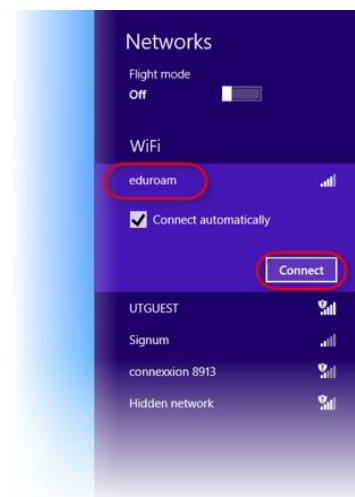 Networks
Flight mode
Off
WiFi
eduroam
Connect automatically
Connect
UTGUEST
Signum
connexxion 8913
Hidden network